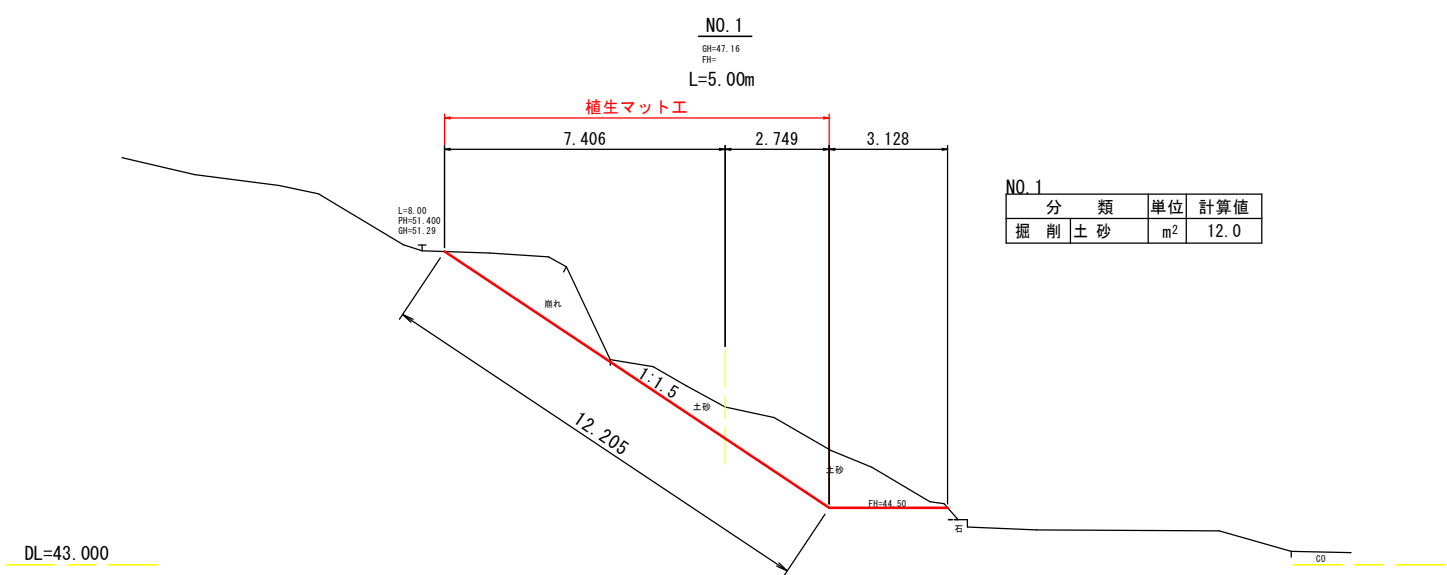 NO.1
GH=47.16
FH=
L=5.00m
植生マット工
7.406
2.749
3.128
NO.1
分 類 単位 計算値
掘 削 土 砂 m² 12.0
L=8.00
PH=51.400
GH=51.29
崩れ
1:1.5
土砂
12.205
土砂
FH=44.50
石
DL=43.000
CO